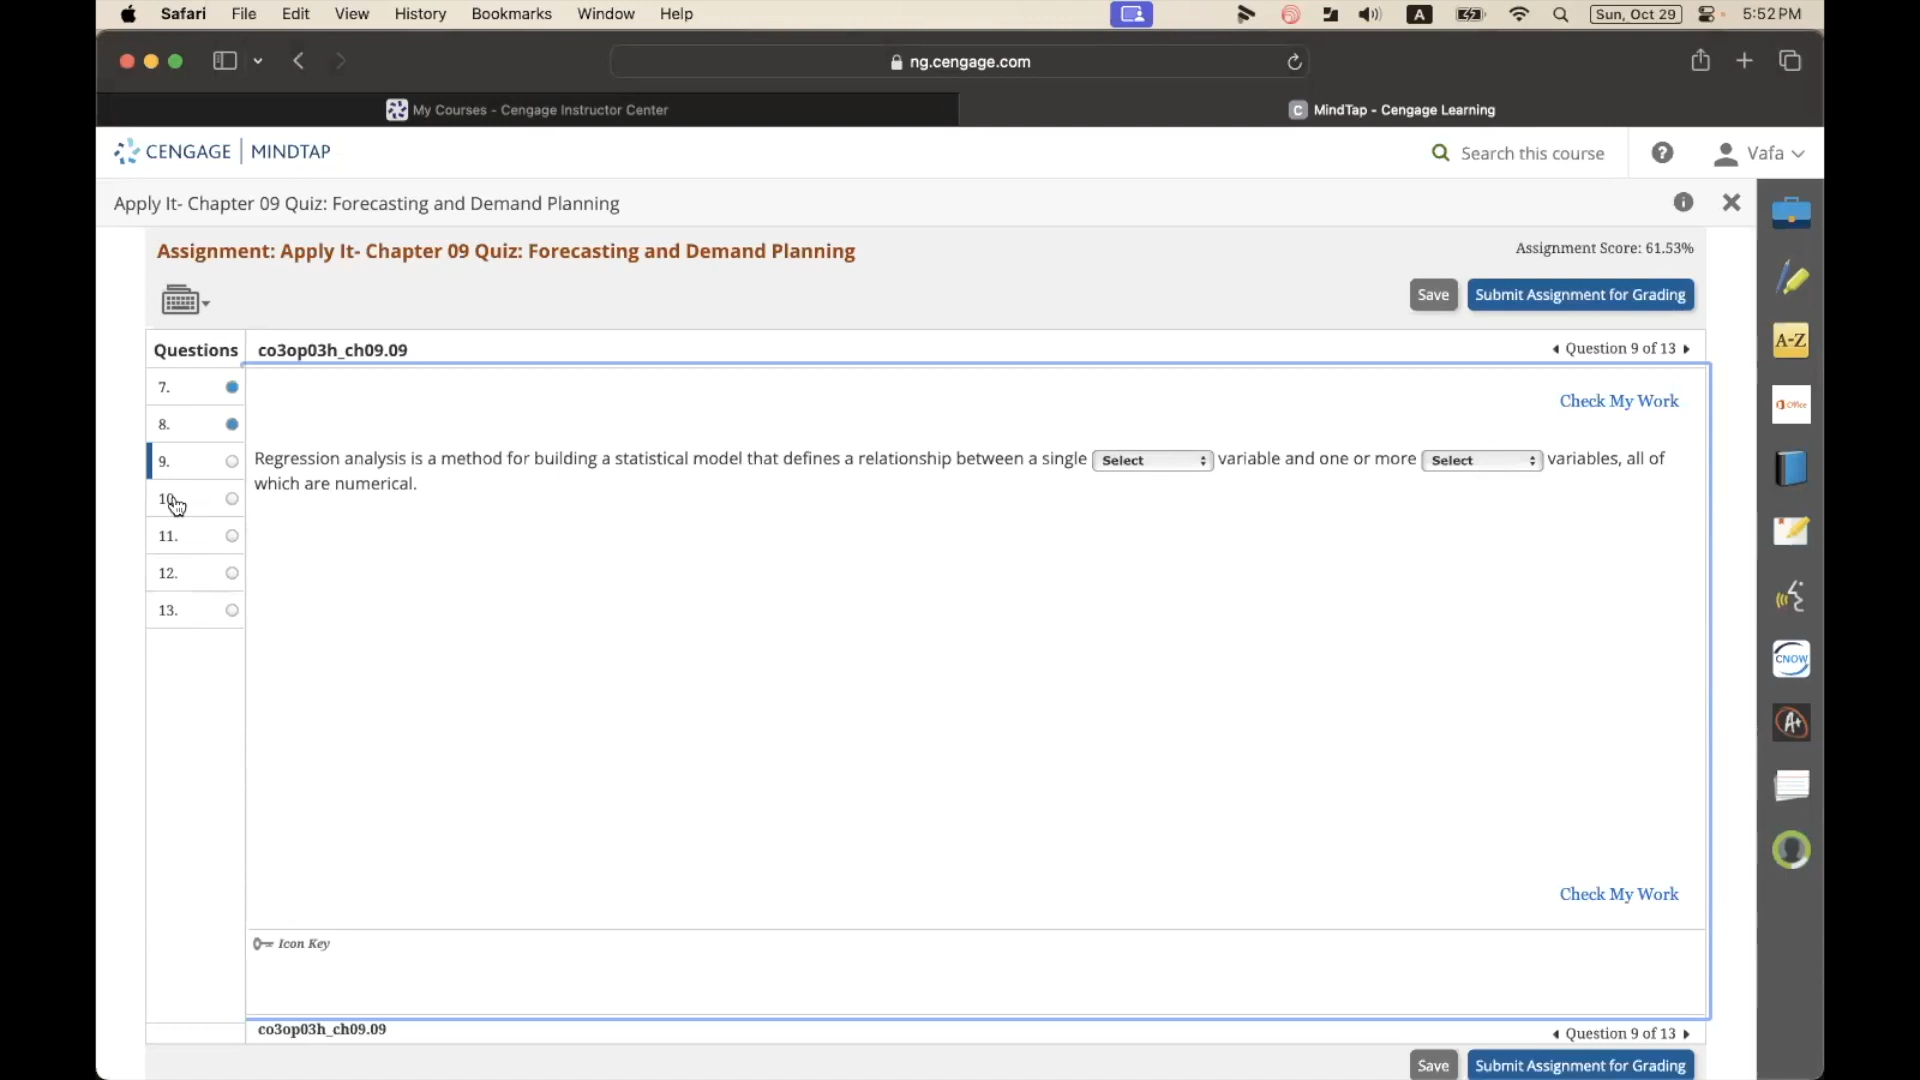 Safari File Edit View History Bookmarks Window Help A Sun, Oct 29 5:52 PM
ng.cengage.com
My Courses - Cengage Instructor Center
C MindTap - Cengage Learning
CENGAGE | MINDTAP
Search this course
?
Vafa
Apply It- Chapter 09 Quiz: Forecasting and Demand Planning
Assignment: Apply It- Chapter 09 Quiz: Forecasting and Demand Planning
Assignment Score: 61.53%
Save
Submit Assignment for Grading
Questions
co3op03h_ch09.09
Question 9 of 13
7.
8.
9.
10.
11.
12.
13.
Check My Work
Regression analysis is a method for building a statistical model that defines a relationship between a single Select variable and one or more Select variables, all of
which are numerical.
Check My Work
Icon Key
co3op03h_ch09.09
Question 9 of 13
Save
Submit Assignment for Grading
A-Z
Office
CNOW
A+